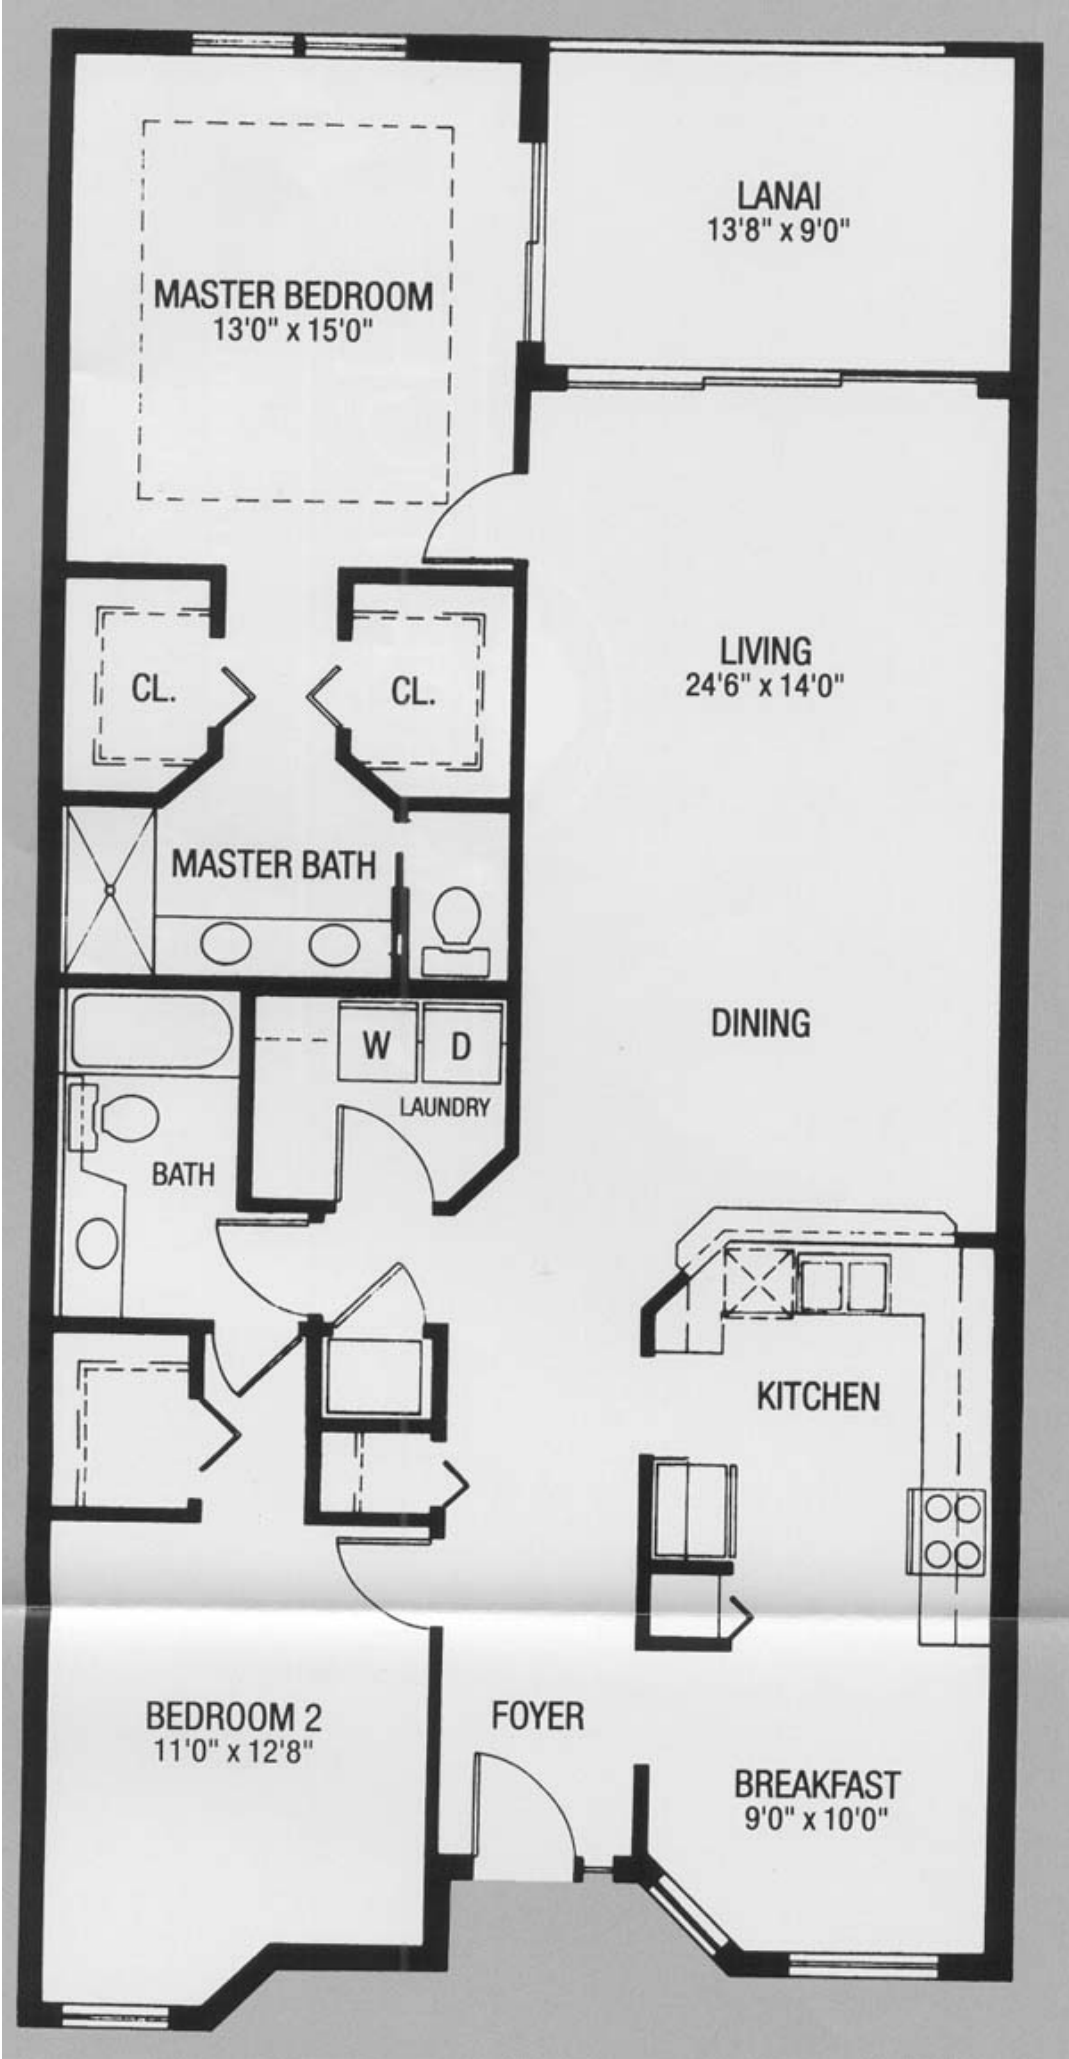 LANAI
13'8" x 9'0"
MASTER BEDROOM
13'0" x 15'0"
CL.
CL.
LIVING
24'6" x 14'0"
MASTER BATH
DINING
W
D
LAUNDRY
BATH
KITCHEN
BEDROOM 2
11'0" x 12'8"
FOYER
BREAKFAST
9'0" x 10'0"